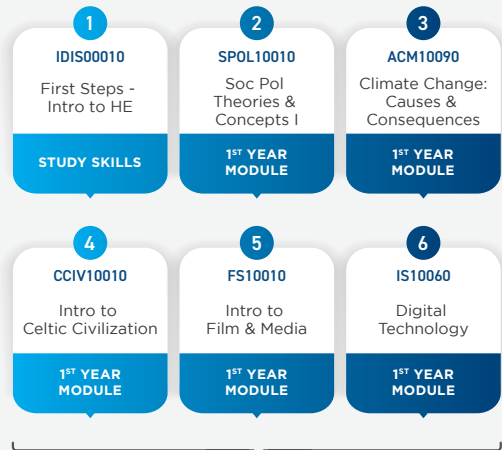 1
IDIS00010
First Steps -
Intro to HE
STUDY SKILLS
2
SPOL10010
Soc Pol
Theories &
Concepts I
1ST YEAR
MODULE
3
ACM10090
Climate Change:
Causes &
Consequences
1ST YEAR
MODULE
4
CCIV10010
Intro to
Celtic Civilization
1ST YEAR
MODULE
5
FS10010
Intro to
Film & Media
1ST YEAR
MODULE
6
IS10060
Digital
Technology
1ST YEAR
MODULE